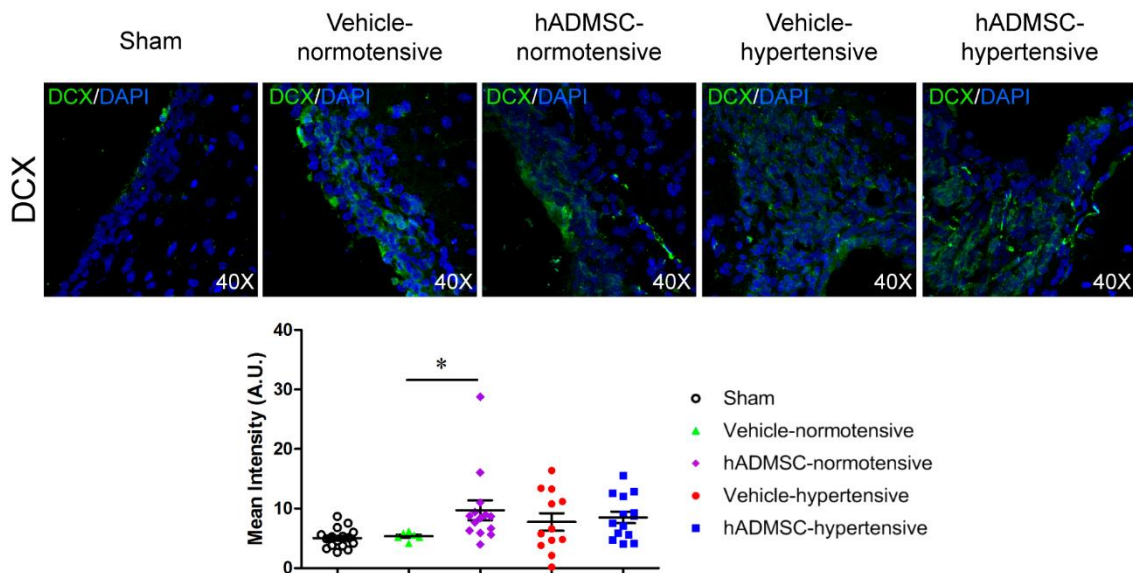 Sham
Vehicle-
normotensive
hADMSC-
normotensive
Vehicle-
hypertensive
hADMSC-
hypertensive
DCX
DCX/DAPI
40X
DCX/DAPI
40X
DCX/DAPI
40X
DCX/DAPI
40X
DCX/DAPI
40X
Mean Intensity (A.U.)
40
30
20
10
0
*
Sham
Vehicle-normotensive
hADMSC-normotensive
Vehicle-hypertensive
hADMSC-hypertensive